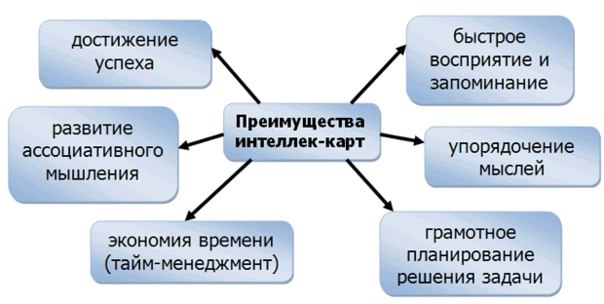 достижение
успеха
быстрое
восприятие и
запоминание
Преимущества
интеллек-карт
развитие
ассоциативного
мышления
упорядочение
мыслей
экономия времени
(тайм-менеджмент)
грамотное
планирование
решения задачи